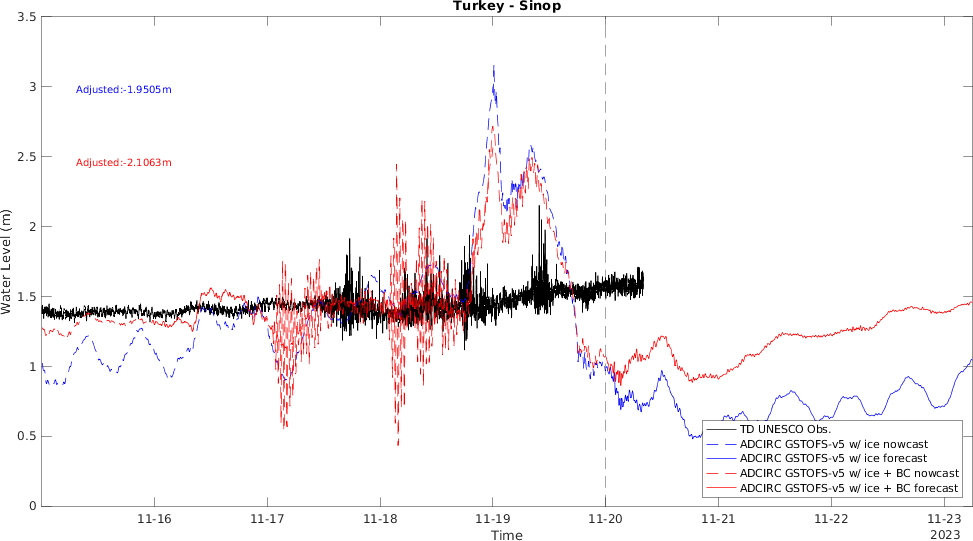 Turkey - Sinop
3.5
3
2.5
2
1.5
1
0.5
0
Water Level (m)
Adjusted:-1.9505m
Adjusted:-2.1063m
TD UNESCO Obs.
ADCIRC GSTOFS-v5 w/ ice nowcast
ADCIRC GSTOFS-v5 w/ ice forecast
ADCIRC GSTOFS-v5 w/ ice + BC nowcast
ADCIRC GSTOFS-v5 w/ ice + BC forecast
11-16 11-17 11-18 11-19 11-20 11-21 11-22 11-23
Time
2023